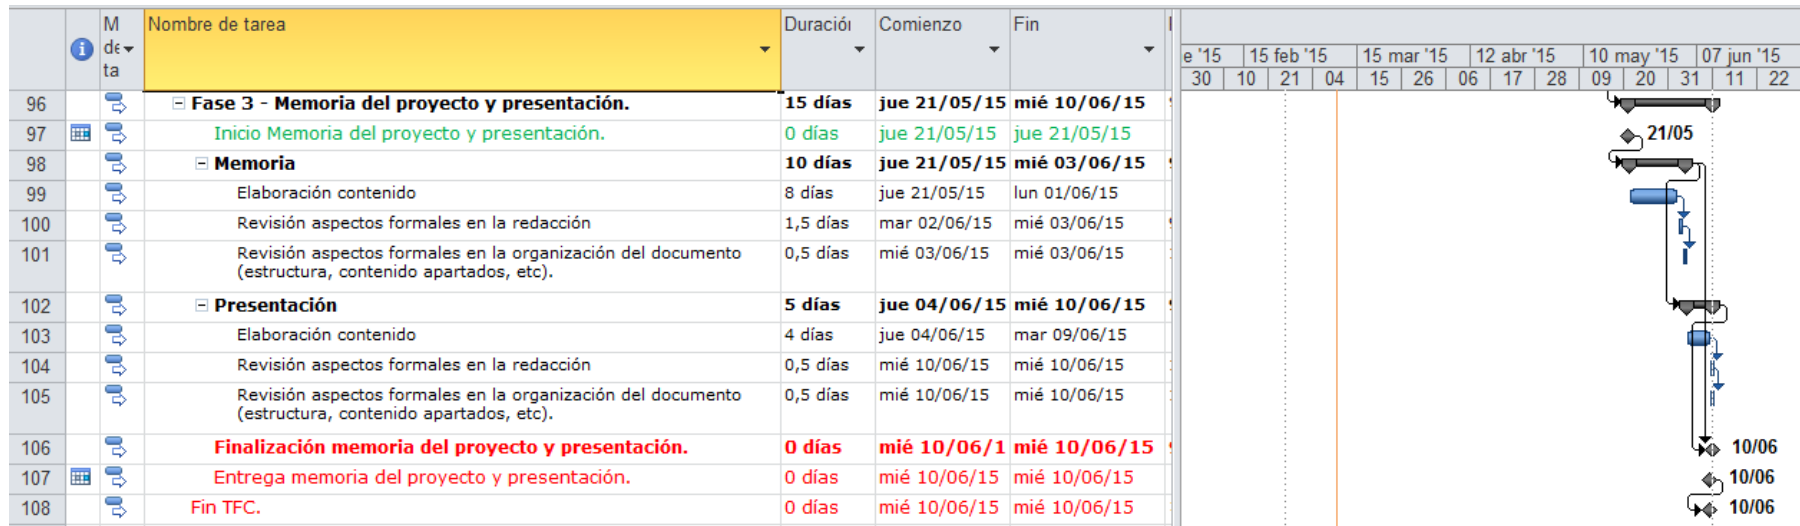 M
de
ta
Nombre de tarea
Duración
Comienzo
Fin
e '15
15 feb '15
15 mar '15
12 abr '15
10 may '15
07 jun '15
30
10
21
04
15
26
06
17
28
09
20
31
11
22
96 Fase 3 - Memoria del proyecto y presentación. 15 días jue 21/05/15 mié 10/06/15
97 Inicio Memoria del proyecto y presentación. 0 días jue 21/05/15 jue 21/05/15 21/05
98 Memoria 10 días jue 21/05/15 mié 03/06/15
99 Elaboración contenido 8 días jue 21/05/15 lun 01/06/15
100 Revisión aspectos formales en la redacción 1,5 días mar 02/06/15 mié 03/06/15
101 Revisión aspectos formales en la organización del documento 0,5 días mié 03/06/15 mié 03/06/15
(estructura, contenido apartados, etc).
102 Presentación 5 días jue 04/06/15 mié 10/06/15
103 Elaboración contenido 4 días jue 04/06/15 mar 09/06/15
104 Revisión aspectos formales en la redacción 0,5 días mié 10/06/15 mié 10/06/15
105 Revisión aspectos formales en la organización del documento 0,5 días mié 10/06/15 mié 10/06/15
(estructura, contenido apartados, etc).
106 Finalización memoria del proyecto y presentación. 0 días mié 10/06/1 mié 10/06/15 10/06
107 Entrega memoria del proyecto y presentación. 0 días mié 10/06/15 mié 10/06/15 10/06
108 Fin TFC. 0 días mié 10/06/15 mié 10/06/15 10/06